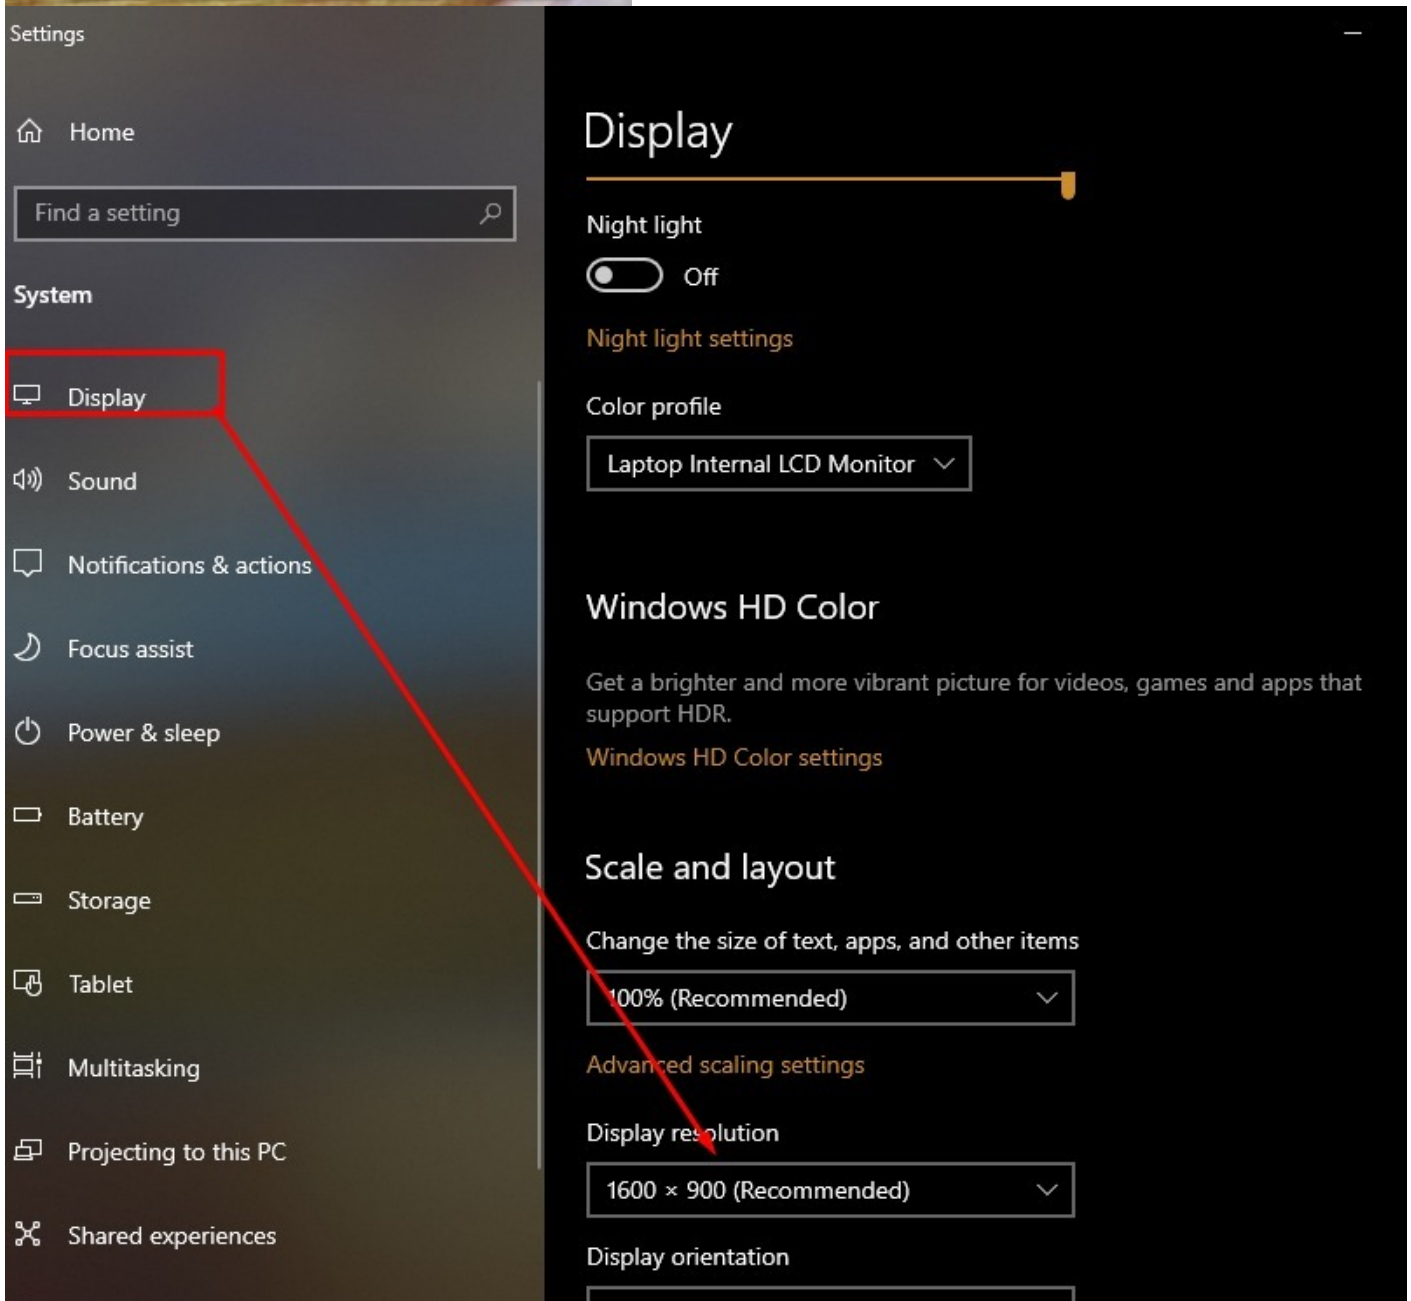 Settings
Home
Find a setting
System
Display
Sound
Notifications & actions
Focus assist
Power & sleep
Battery
Storage
Tablet
Multitasking
Projecting to this PC
Shared experiences
Display
Night light
Off
Night light settings
Color profile
Laptop Internal LCD Monitor
Windows HD Color
Get a brighter and more vibrant picture for videos, games and apps that
support HDR.
Windows HD Color settings
Scale and layout
Change the size of text, apps, and other items
100% (Recommended)
Advanced scaling settings
Display resolution
1600 × 900 (Recommended)
Display orientation